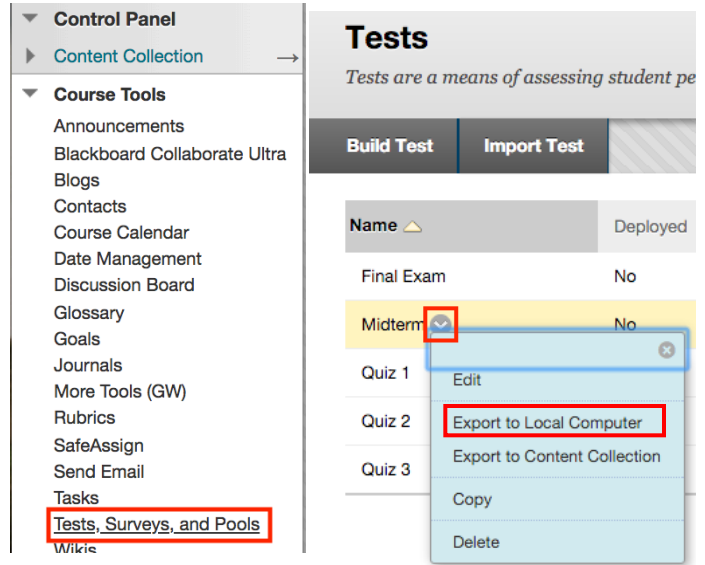 Control Panel
Content Collection →
Course Tools
Announcements
Blackboard Collaborate Ultra
Blogs
Contacts
Course Calendar
Date Management
Discussion Board
Glossary
Goals
Journals
More Tools (GW)
Rubrics
SafeAssign
Send Email
Tasks
Tests, Surveys, and Pools
Wikis
Tests
Tests are a means of assessing student pe
Build Test Import Test
Name Deployed
Final Exam No
Midterm No
Quiz 1
Quiz 2
Quiz 3
Edit
Export to Local Computer
Export to Content Collection
Copy
Delete